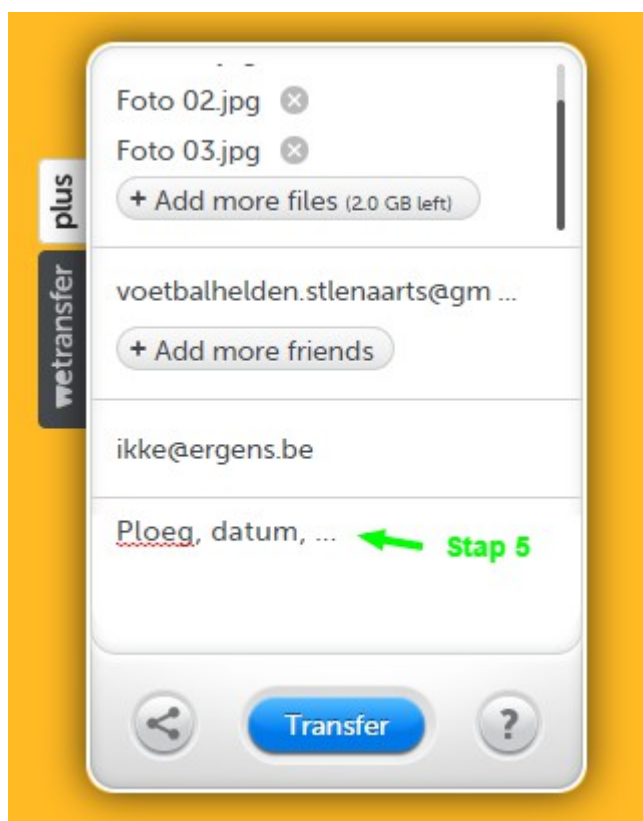 Foto 02.jpg
Foto 03.jpg
+ Add more files (2.0 GB left)
plus
wetransfer
voetbalhelden.stlenaarts@gm ...
+ Add more friends
ikke@ergens.be
Ploeg, datum, ...
Stap 5
Transfer
?